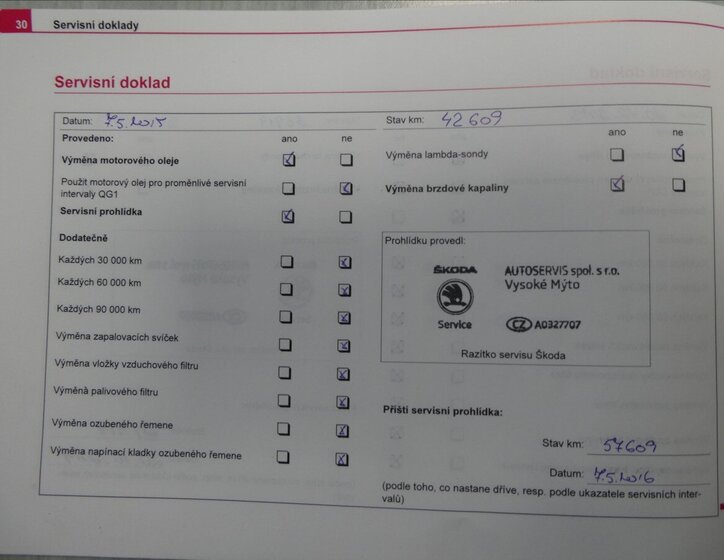 30 Servisní doklady
Servisní doklad
Datum: 7.5.2015
Stav km: 42 609
Provedeno: ano ne
ano ne
Výměna motorového oleje
Výměna lambda-sondy
Použit motorový olej pro proměnlivé servisní
intervaly QG1
Výměna brzdové kapaliny
Servisní prohlídka
Dodatečně
Každých 30 000 km
Každých 60 000 km
Každých 90 000 km
Výměna zapalovacích svíček
Výměna vložky vzduchového filtru
Výměna palivového filtru
Výměna ozubeného řemene
Výměna napínací kladky ozubeného řemene
Prohlídku provedl:
ŠKODA AUTOSERVIS spol. s r.o.
Vysoké Mýto
Service CZ A0327707
Razítko servisu Škoda
Příští servisní prohlídka:
Stav km: 57609
Datum: 7.5.2016
(podle toho, co nastane dříve, resp. podle ukazatele servisních inter-
valů)